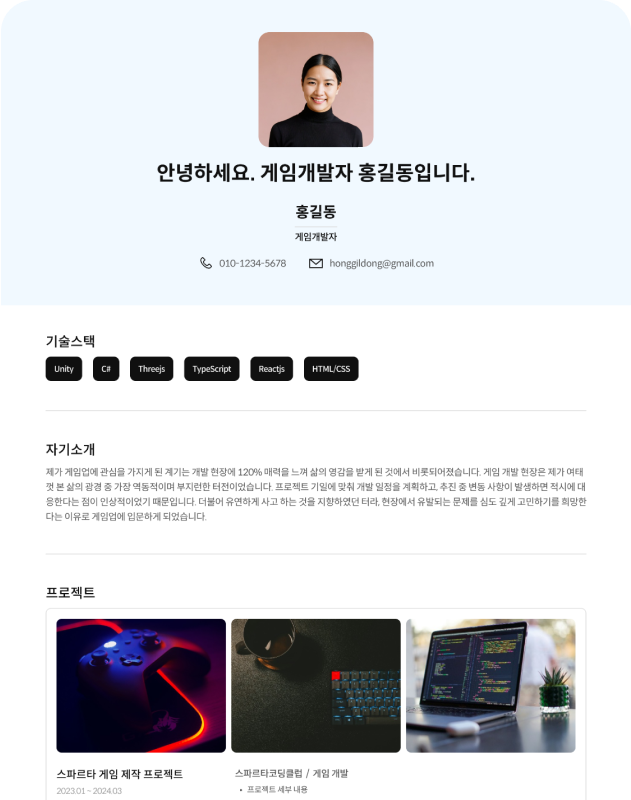 안녕하세요. 게임개발자 홍길동입니다.
홍길동
게임개발자
010-1234-5678
honggildong@gmail.com
기술스택
Unity
C#
Threejs
TypeScript
Reactjs
HTML/CSS
자기소개
제가 게임업에 관심을 가지게 된 계기는 개발 현장에 120% 매력을 느껴 삶의 영감을 받게 된 것에서 비롯되어졌습니다. 게임 개발 현장은 제가 여태
껏 본 삶의 광경 중 가장 역동적이며 부지런한 터전이었습니다. 프로젝트 기일에 맞춰 개발 일정을 계획하고, 추진 중 변동 사항이 발생하면 적시에 대
응한다는 점이 인상적이었기 때문입니다. 더불어 유연하게 사고 하는 것을 지향하였던 터라, 현장에서 유발되는 문제를 심도 깊게 고민하기를 희망한
다는 이유로 게임업에 입문하게 되었습니다.
프로젝트
스파르타 게임 제작 프로젝트
2023.01 ~ 2024.03
스파르타코딩클럽 / 게임 개발
• 프로젝트 세부 내용